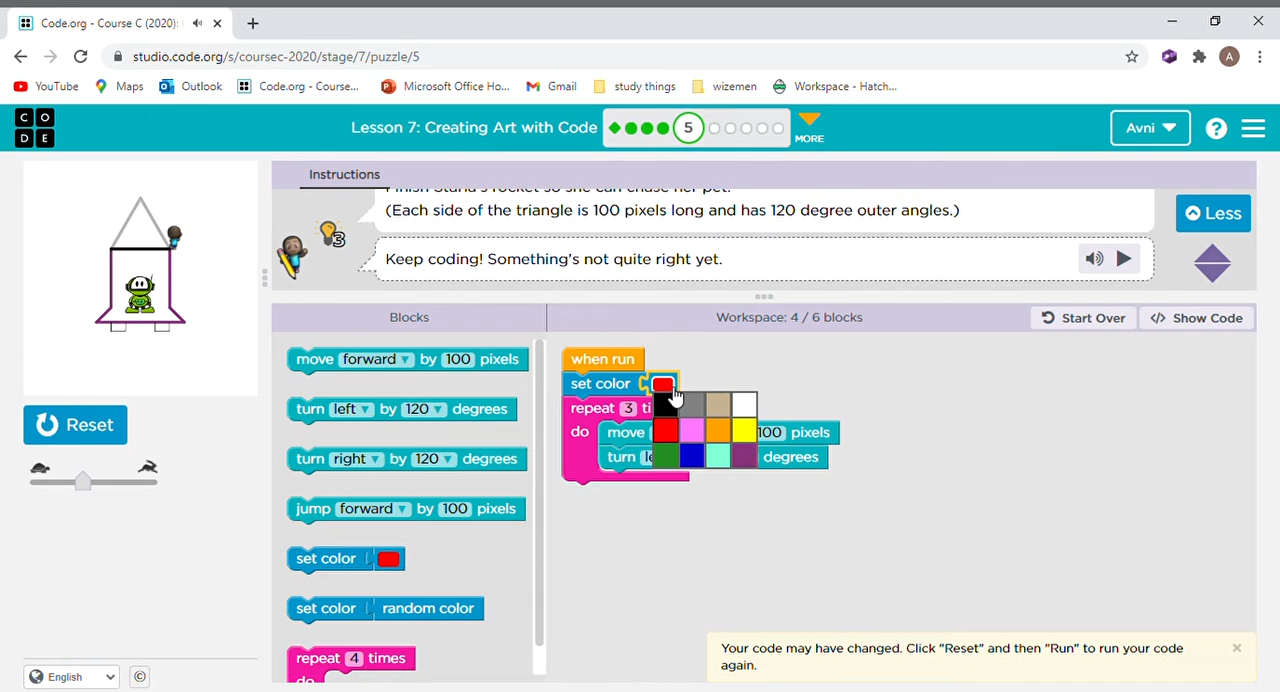 Code.org - Course C (2020):
studio.code.org/s/coursec-2020/stage/7/puzzle/5
A
YouTube Maps Outlook Code.org - Course... Microsoft Office Ho... Gmail study things wizemen Workspace - Hatch...
C O
D E
Lesson 7: Creating Art with Code 5 MORE Avni ?
Instructions
(Each side of the triangle is 100 pixels long and has 120 degree outer angles.)
3
Less
Keep coding! Something's not quite right yet.
Blocks
Workspace: 4 / 6 blocks
Start Over
</> Show Code
Reset
move forward by 100 pixels
turn left by 120 degrees
turn right by 120 degrees
jump forward by 100 pixels
set color
set color random color
repeat 4 times
do
when run
set color
repeat 3 ti
do move 100 pixels
turn le degrees
Your code may have changed. Click "Reset" and then "Run" to run your code
again.
English ©